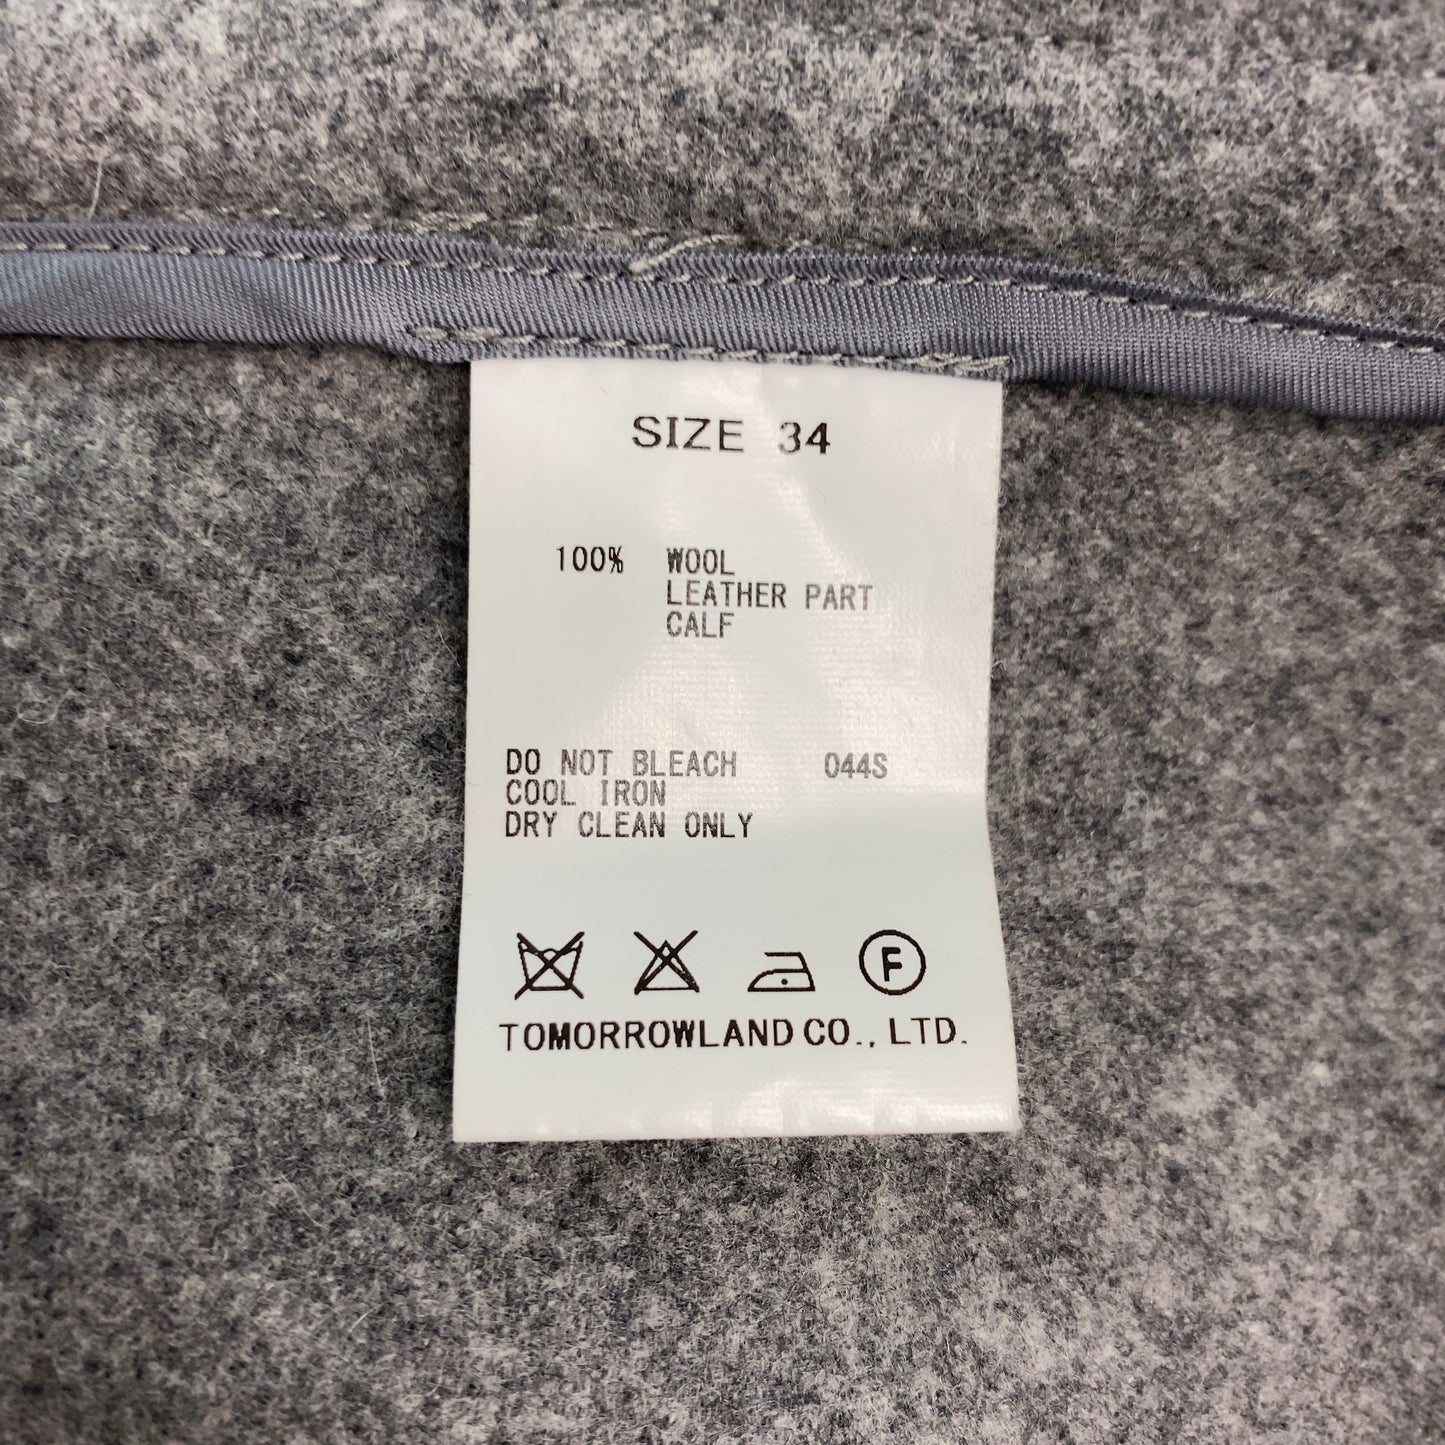 SIZE 34
100% WOOL
LEATHER PART
CALF
DO NOT BLEACH 044S
COOL IRON
DRY CLEAN ONLY
F
TOMORROWLAND CO., LTD.